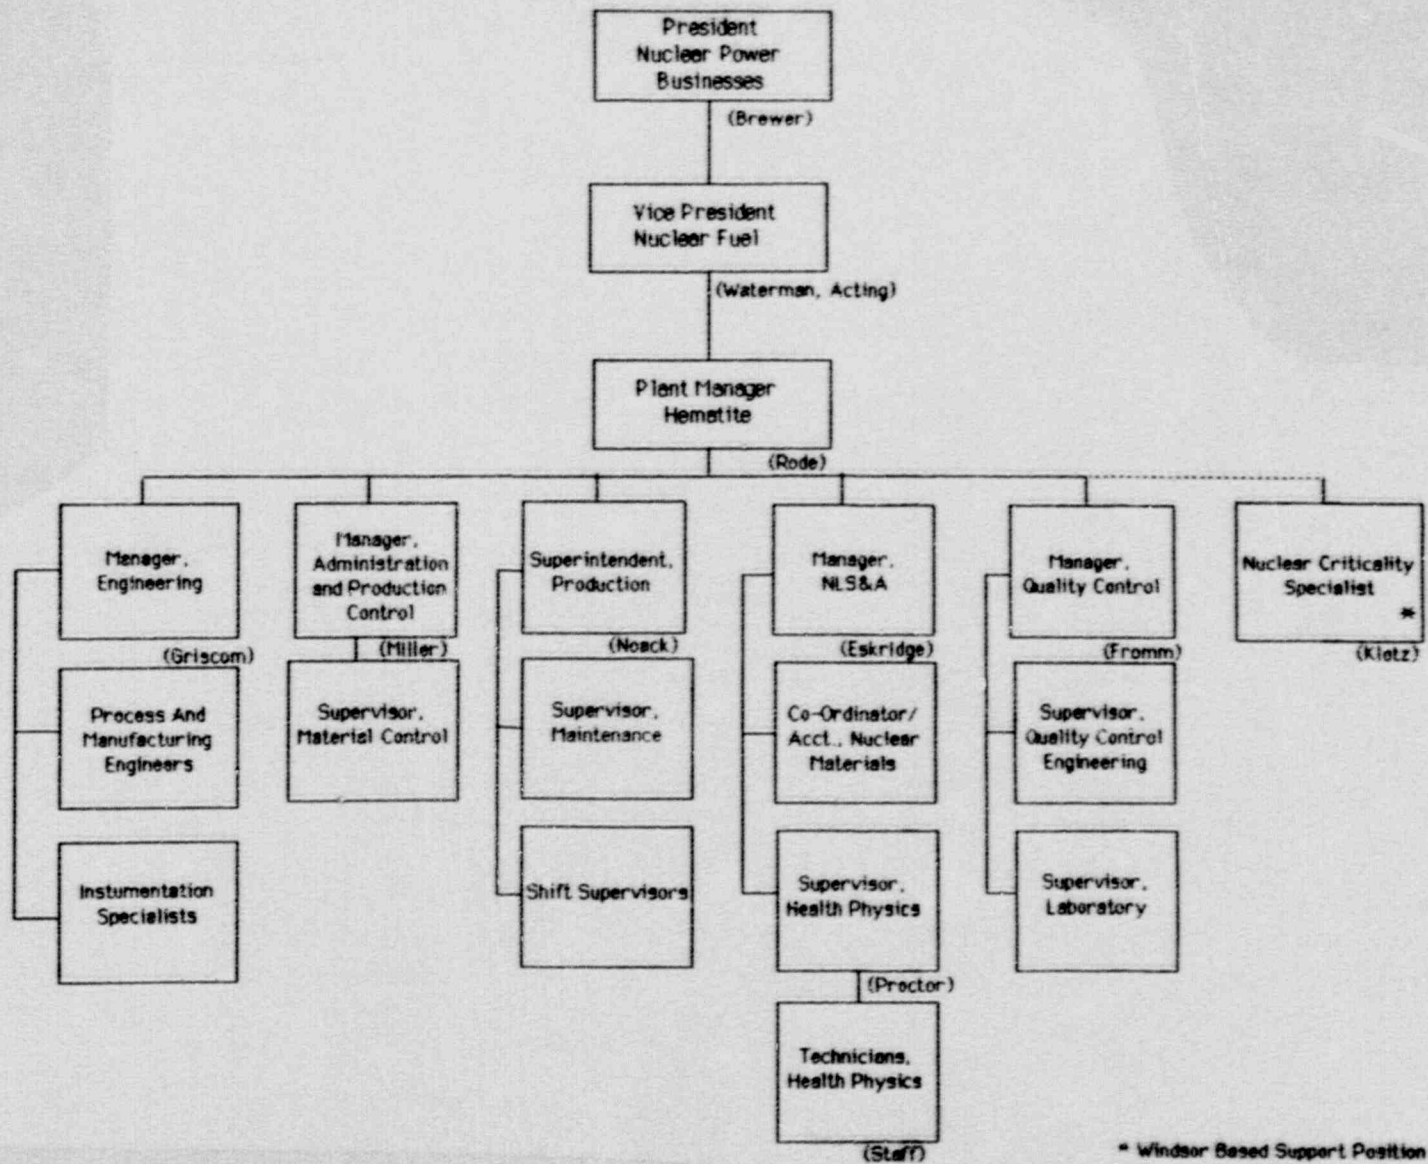 President
Nuclear Power
Businesses
(Brewer)
Vice President
Nuclear Fuel
(Waterman, Acting)
Plant Manager
Hematite
(Rode)
Manager,
Engineering
(Griscom)
Process And
Manufacturing
Engineers
Instumentation
Specialists
Manager,
Administration
and Production
Control
(Miller)
Supervisor,
Material Control
Superintendent,
Production
(Noack)
Supervisor,
Maintenance
Shift Supervisors
Manager,
NLS&A
(Eskridge)
Co-Ordinator/
Acct., Nuclear
Materials
Supervisor,
Health Physics
(Proctor)
Technicians,
Health Physics
(Staff)
Manager,
Quality Control
(Fromm)
Supervisor,
Quality Control
Engineering
Supervisor,
Laboratory
Nuclear Criticality
Specialist
*
(Klotz)
* Windsor Based Support Position